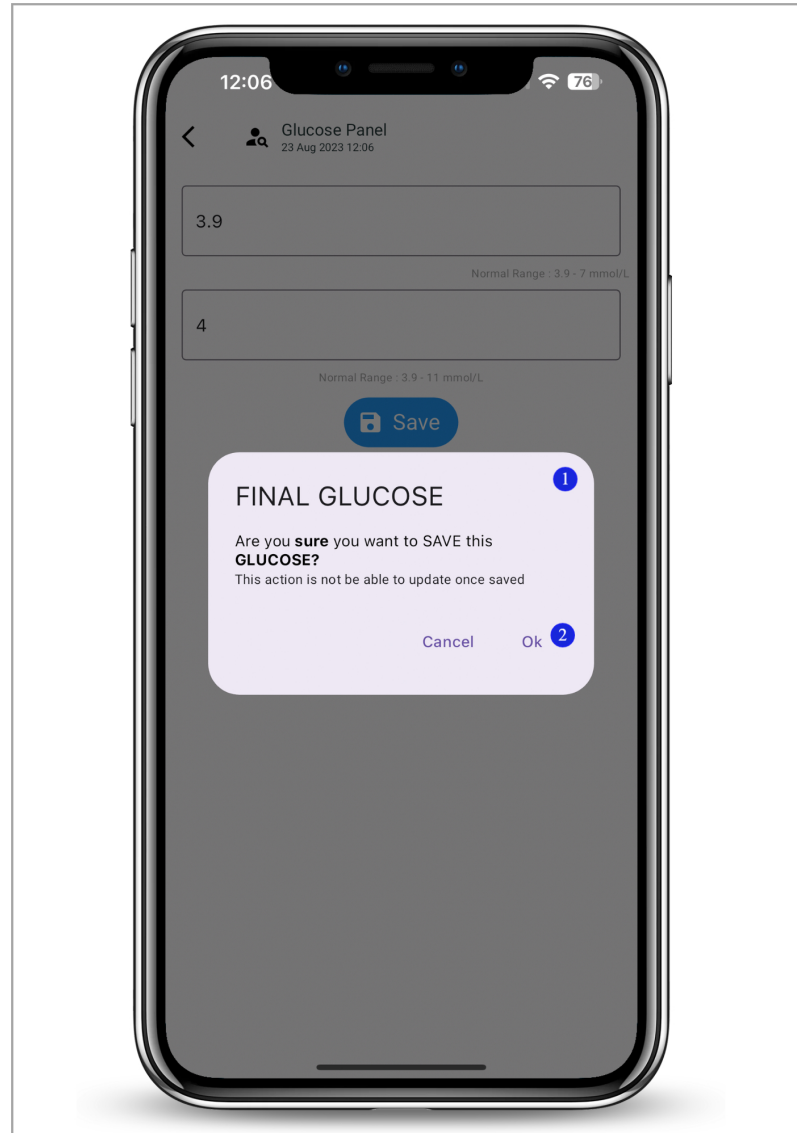 12:06
76
Glucose Panel
23 Aug 2023 12:06
3.9
Normal Range : 3.9 - 7 mmol/L
4
Normal Range : 3.9 - 11 mmol/L
Save
1
FINAL GLUCOSE
Are you sure you want to SAVE this
GLUCOSE?
This action is not be able to update once saved
Cancel Ok 2